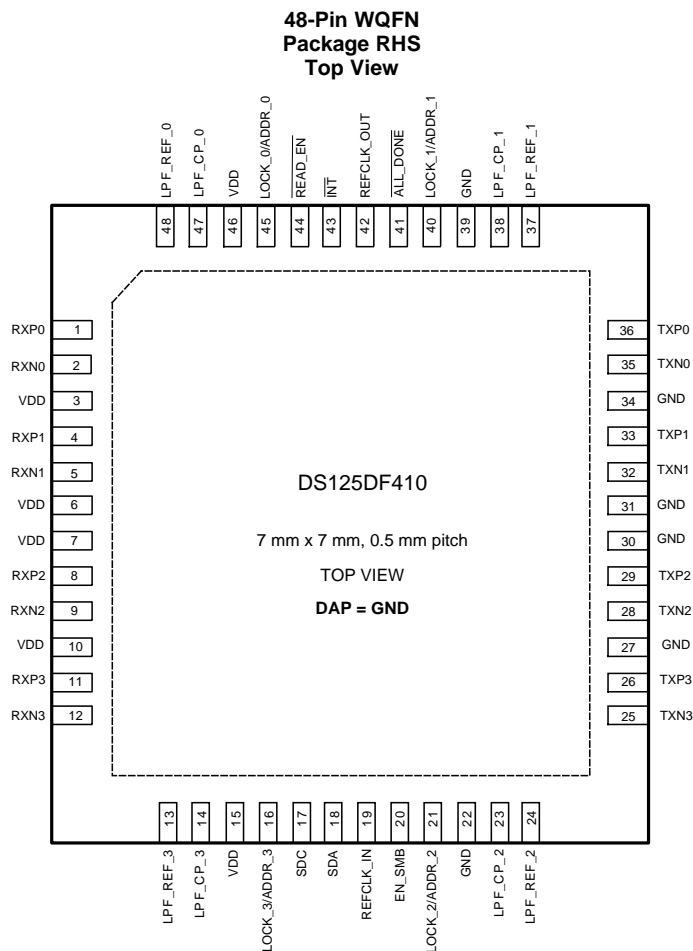 48-Pin WQFN
Package RHS
Top View
LPF_REF_0
LPF_CP_0
VDD
LOCK_0/ADDR_0
READ_EN
INT
REFCLK_OUT
ALL_DONE
LOCK_1/ADDR_1
GND
LPF_CP_1
LPF_REF_1
48 47 46 45 44 43 42 41 40 39 38 37
RXP0 1 36 TXP0
RXN0 2 35 TXN0
VDD 3 34 GND
RXP1 4 33 TXP1
RXN1 5 32 TXN1
VDD 6 31 GND
VDD 7 30 GND
RXP2 8 29 TXP2
RXN2 9 28 TXN2
VDD 10 27 GND
RXP3 11 26 TXP3
RXN3 12 25 TXN3
DS125DF410
7 mm x 7 mm, 0.5 mm pitch
TOP VIEW
DAP = GND
13 14 15 16 17 18 19 20 21 22 23 24
LPF_REF_3
LPF_CP_3
VDD
LOCK_3/ADDR_3
SDC
SDA
REFCLK_IN
EN_SMB
LOCK_2/ADDR_2
GND
LPF_CP_2
LPF_REF_2